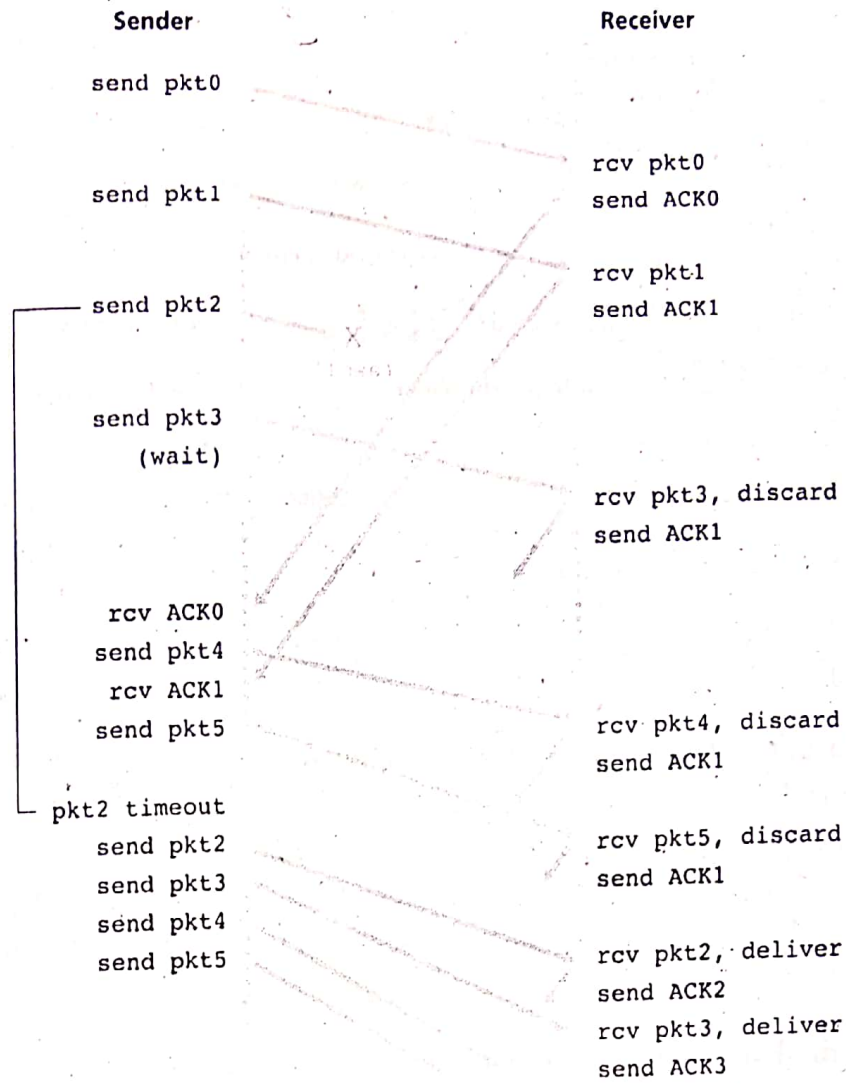 Sender
Receiver
send pkt0
rcv pkt0
send ACK0
send pkt1
rcv pkt1
send ACK1
send pkt2
X
(loss)
send pkt3
(wait)
rcv pkt3, discard
send ACK1
rcv ACK0
send pkt4
rcv ACK1
send pkt5
rcv pkt4, discard
send ACK1
pkt2 timeout
send pkt2
send pkt3
send pkt4
send pkt5
rcv pkt5, discard
send ACK1
rcv pkt2, deliver
send ACK2
rcv pkt3, deliver
send ACK3